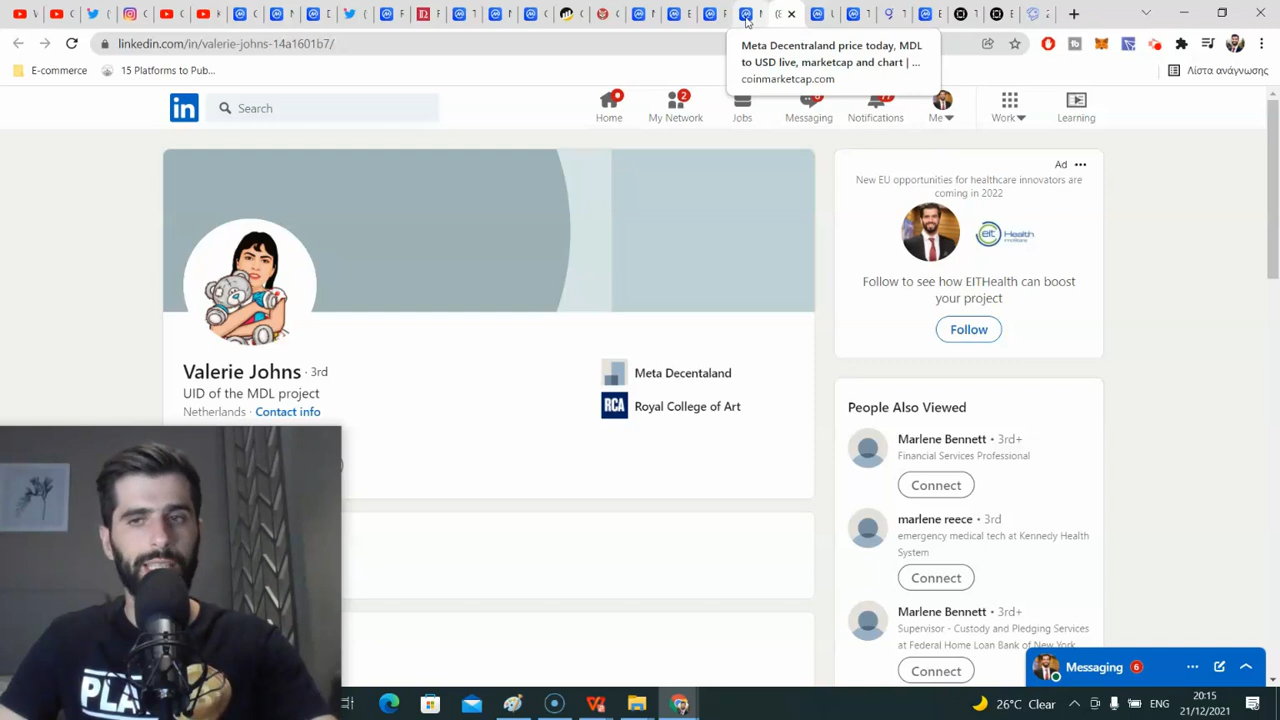 linkedin.com/in/valerie-johns-14a1601b7/
E-commerce
15 Platforms to Pub...
Λίστα ανάγνωσης
Meta Decentraland price today, MDL
to USD live, marketcap and chart | ...
coinmarketcap.com
in
Search
Home
2
My Network
Jobs
Messaging
Notifications
Me
Work
Learning
Valerie Johns · 3rd
UID of the MDL project
Netherlands · Contact info
Meta Decentaland
RCA
Royal College of Art
Ad
New EU opportunities for healthcare innovators are
coming in 2022
eit Health
Follow to see how EITHealth can boost
your project
Follow
People Also Viewed
Marlene Bennett · 3rd+
Financial Services Professional
Connect
marlene reece · 3rd
emergency medical tech at Kennedy Health
System
Connect
Marlene Bennett · 3rd+
Supervisor - Custody and Pledging Services
at Federal Home Loan Bank of New York
Connect
Messaging 6
26°C Clear
ENG
20:15
21/12/2021